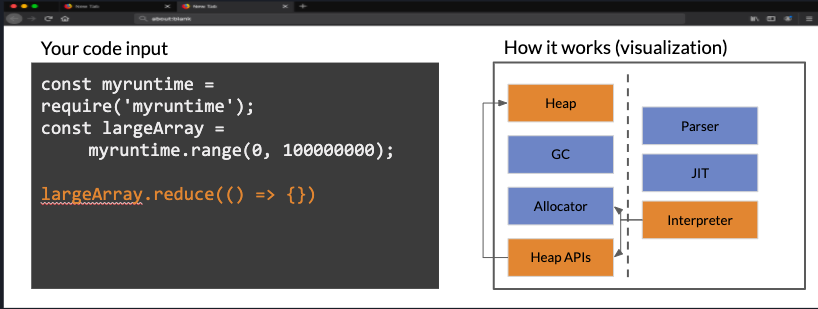 New Tab
New Tab
about:blank
Your code input
How it works (visualization)
const myruntime =
require('myruntime');
const largeArray =
myruntime.range(0, 100000000);
largeArray.reduce(() => {})
Heap
GC
Allocator
Heap APIs
Parser
JIT
Interpreter